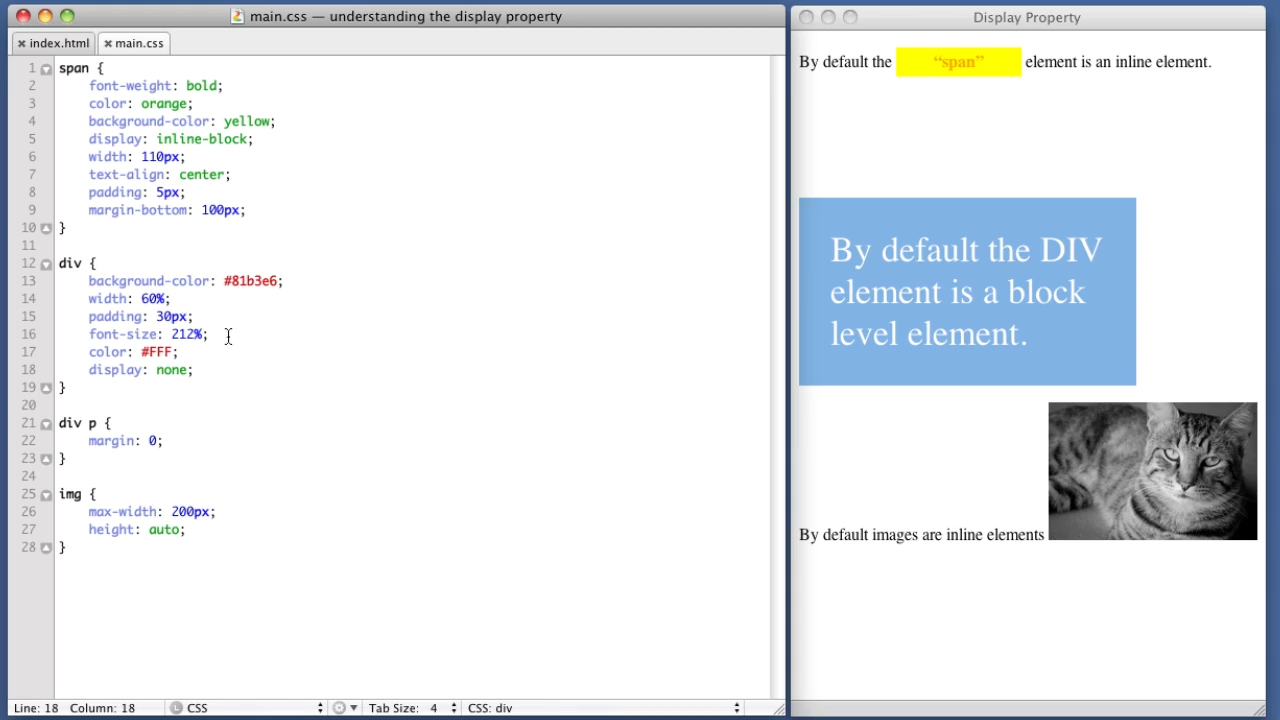 main.css — understanding the display property
index.html
main.css
1 span {
2 font-weight: bold;
3 color: orange;
4 background-color: yellow;
5 display: inline-block;
6 width: 110px;
7 text-align: center;
8 padding: 5px;
9 margin-bottom: 100px;
10 }
11
12 div {
13 background-color: #81b3e6;
14 width: 60%;
15 padding: 30px;
16 font-size: 212%;
17 color: #FFF;
18 display: none;
19 }
20
21 div p {
22 margin: 0;
23 }
24
25 img {
26 max-width: 200px;
27 height: auto;
28 }
Line: 18 Column: 18 L CSS Tab Size: 4 CSS: div
Display Property
By default the “span” element is an inline element.
By default the DIV
element is a block
level element.
By default images are inline elements